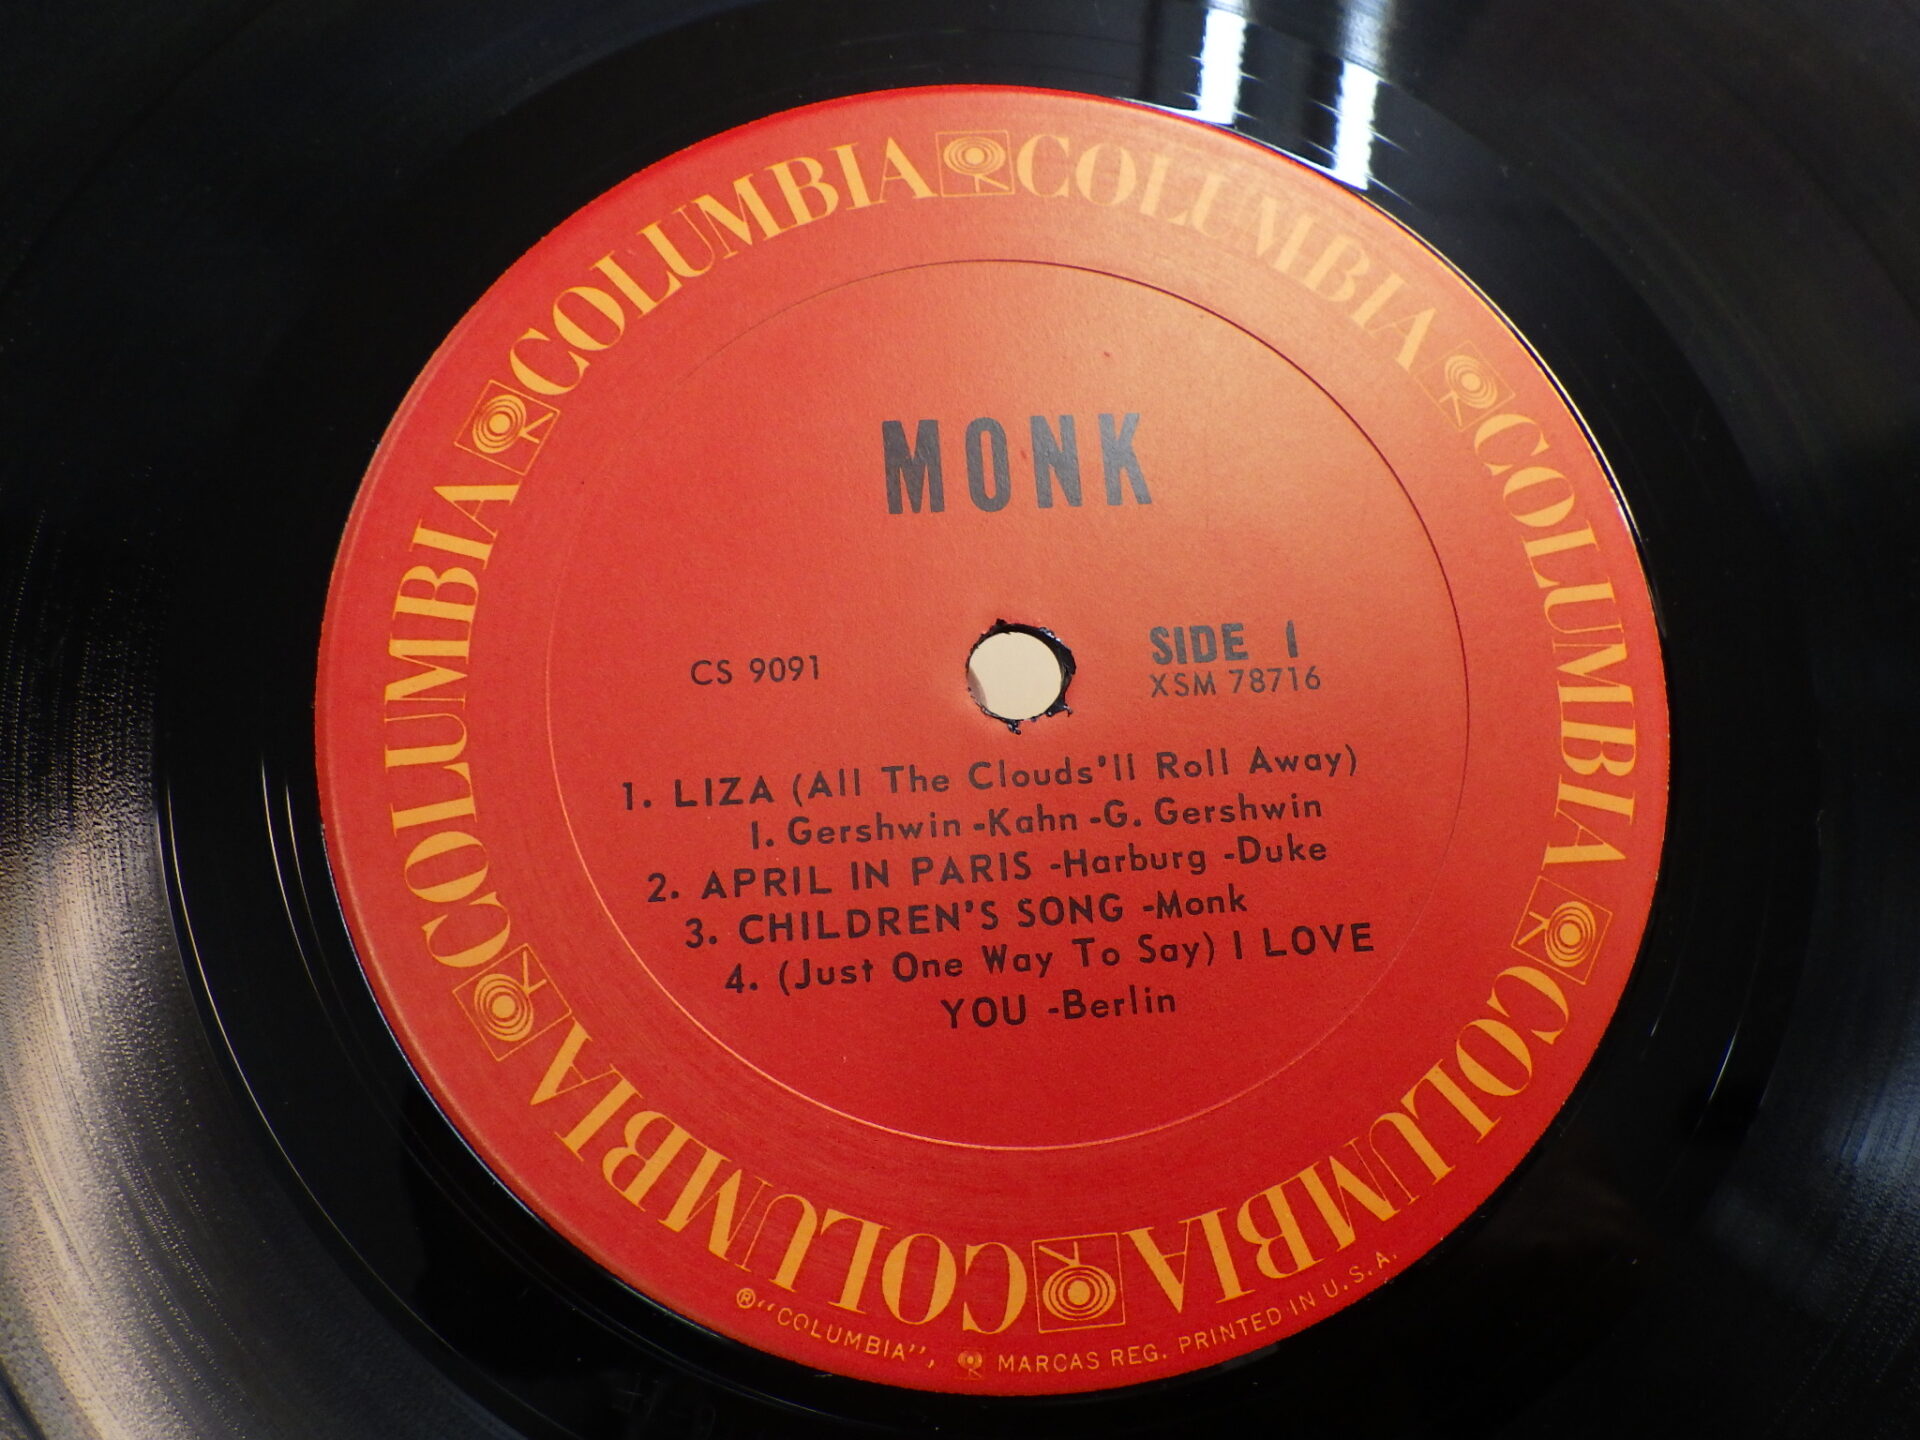 COLUMBIA COLUMBIA COLUMBIA COLUMBIA COLUMBIA COLUMBIA
MONK
CS 9091
SIDE 1
XSM 78716
1. LIZA (All The Clouds'll Roll Away)
I. Gershwin -Kahn -G. Gershwin
2. APRIL IN PARIS -Harburg -Duke
3. CHILDREN'S SONG -Monk
4. (Just One Way To Say) I LOVE
YOU -Berlin
® "COLUMBIA", MARCAS REG. PRINTED IN U.S.A.